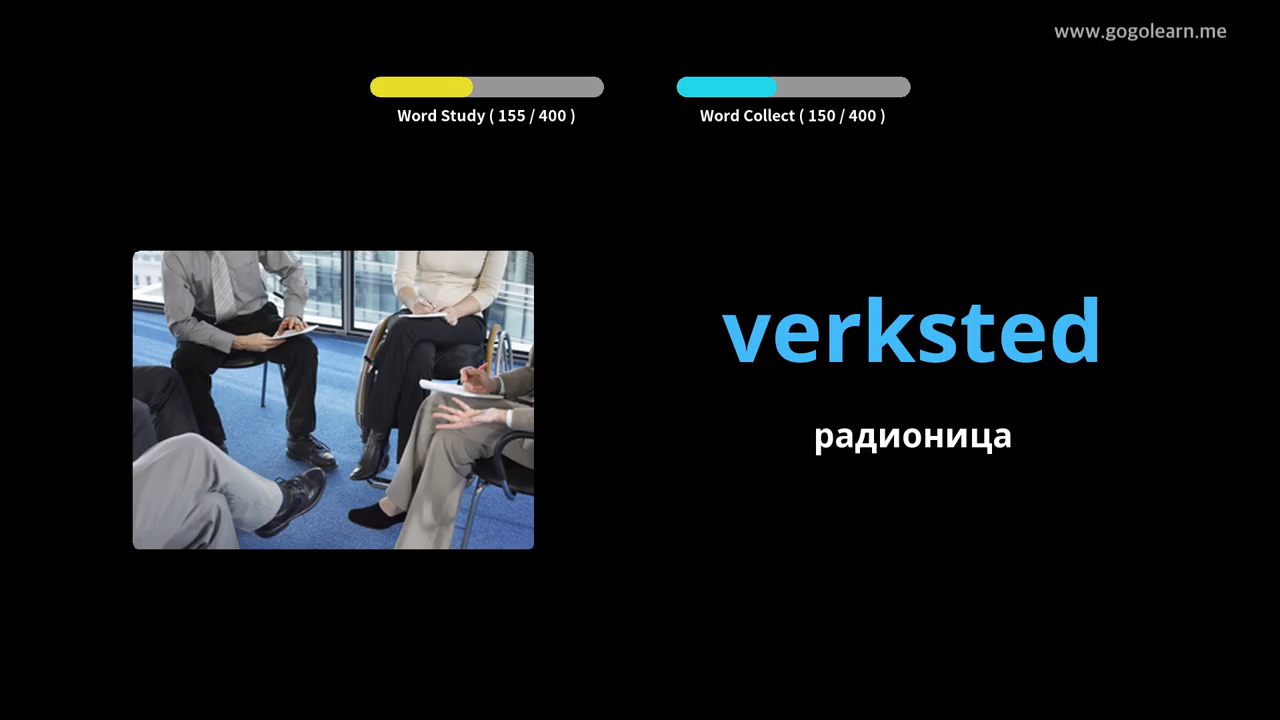 www.gogolearn.me
Word Study ( 155 / 400 )
Word Collect ( 150 / 400 )
verksted
радионица